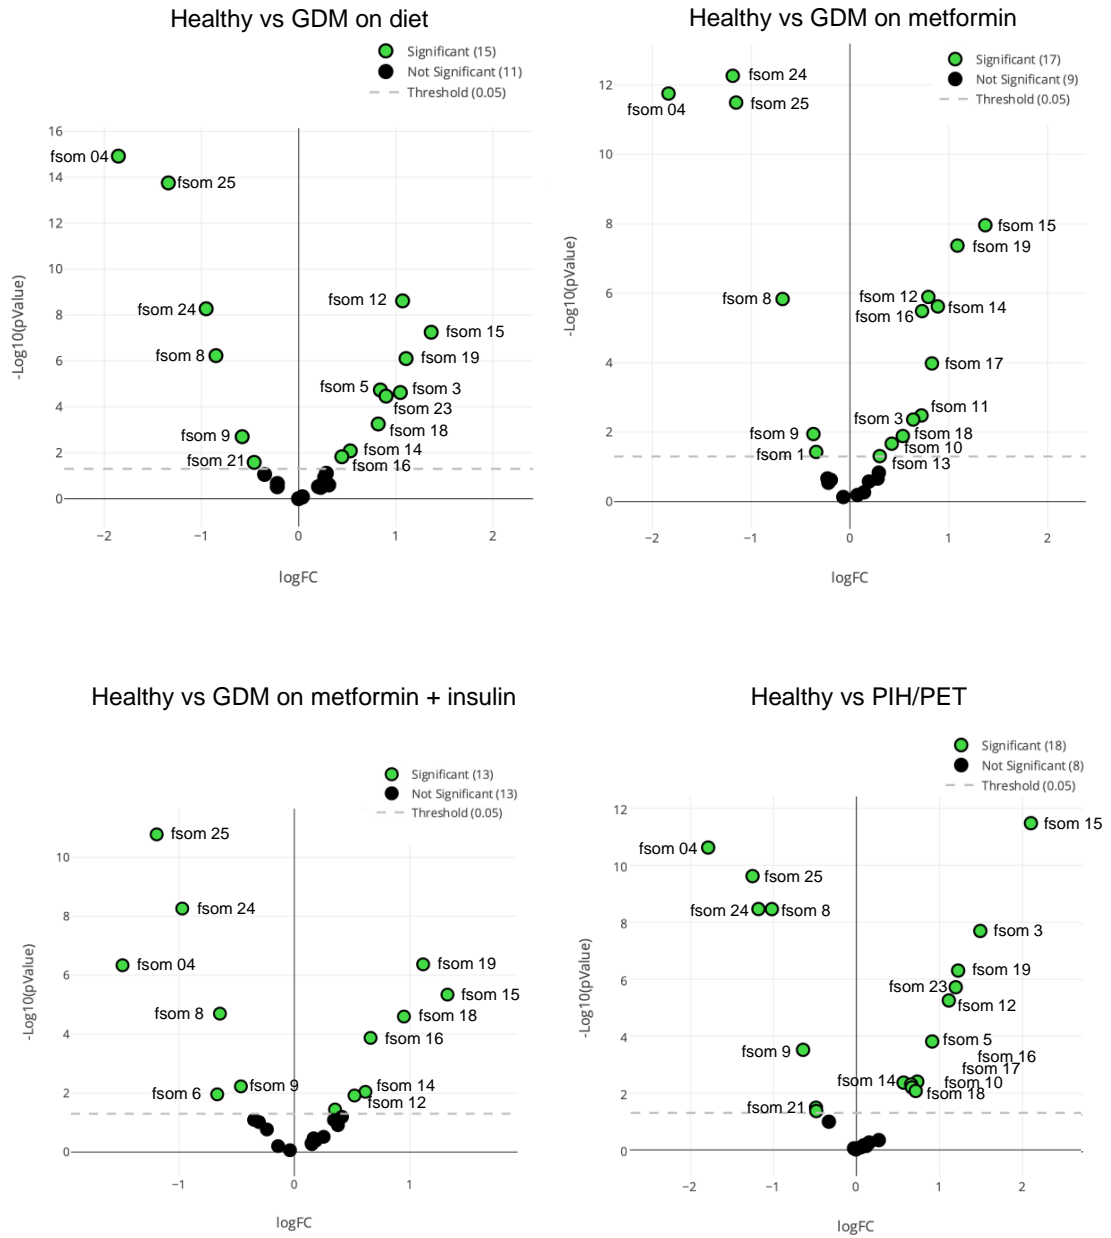 Healthy vs GDM on diet
Significant (15)
Not Significant (11)
Threshold (0.05)
16
14
12
10
8
6
4
2
0
-Log10(pValue)
fsom 04
fsom 25
fsom 24
fsom 12
fsom 15
fsom 8
fsom 19
fsom 5
fsom 3
fsom 23
fsom 18
fsom 9
fsom 14
fsom 21
fsom 16
−2
−1
0
1
2
logFC
Healthy vs GDM on metformin
Significant (17)
Not Significant (9)
Threshold (0.05)
12
10
8
6
4
2
0
-Log10(pValue)
fsom 24
fsom 04
fsom 25
fsom 15
fsom 19
fsom 8
fsom 12
fsom 14
fsom 16
fsom 17
fsom 11
fsom 3
fsom 9
fsom 18
fsom 10
fsom 1
fsom 13
−2
−1
0
1
2
logFC
Healthy vs GDM on metformin + insulin
Significant (13)
Not Significant (13)
Threshold (0.05)
10
8
6
4
2
0
-Log10(pValue)
fsom 25
fsom 24
fsom 04
fsom 19
fsom 15
fsom 8
fsom 18
fsom 16
fsom 9
fsom 14
fsom 6
fsom 12
−1
0
1
logFC
Healthy vs PIH/PET
Significant (18)
Not Significant (8)
Threshold (0.05)
12
10
8
6
4
2
0
-Log10(pValue)
fsom 15
fsom 04
fsom 25
fsom 24
fsom 8
fsom 3
fsom 19
fsom 23
fsom 12
fsom 5
fsom 9
fsom 16
fsom 17
fsom 14
fsom 10
fsom 18
fsom 21
−2
−1
0
1
2
logFC